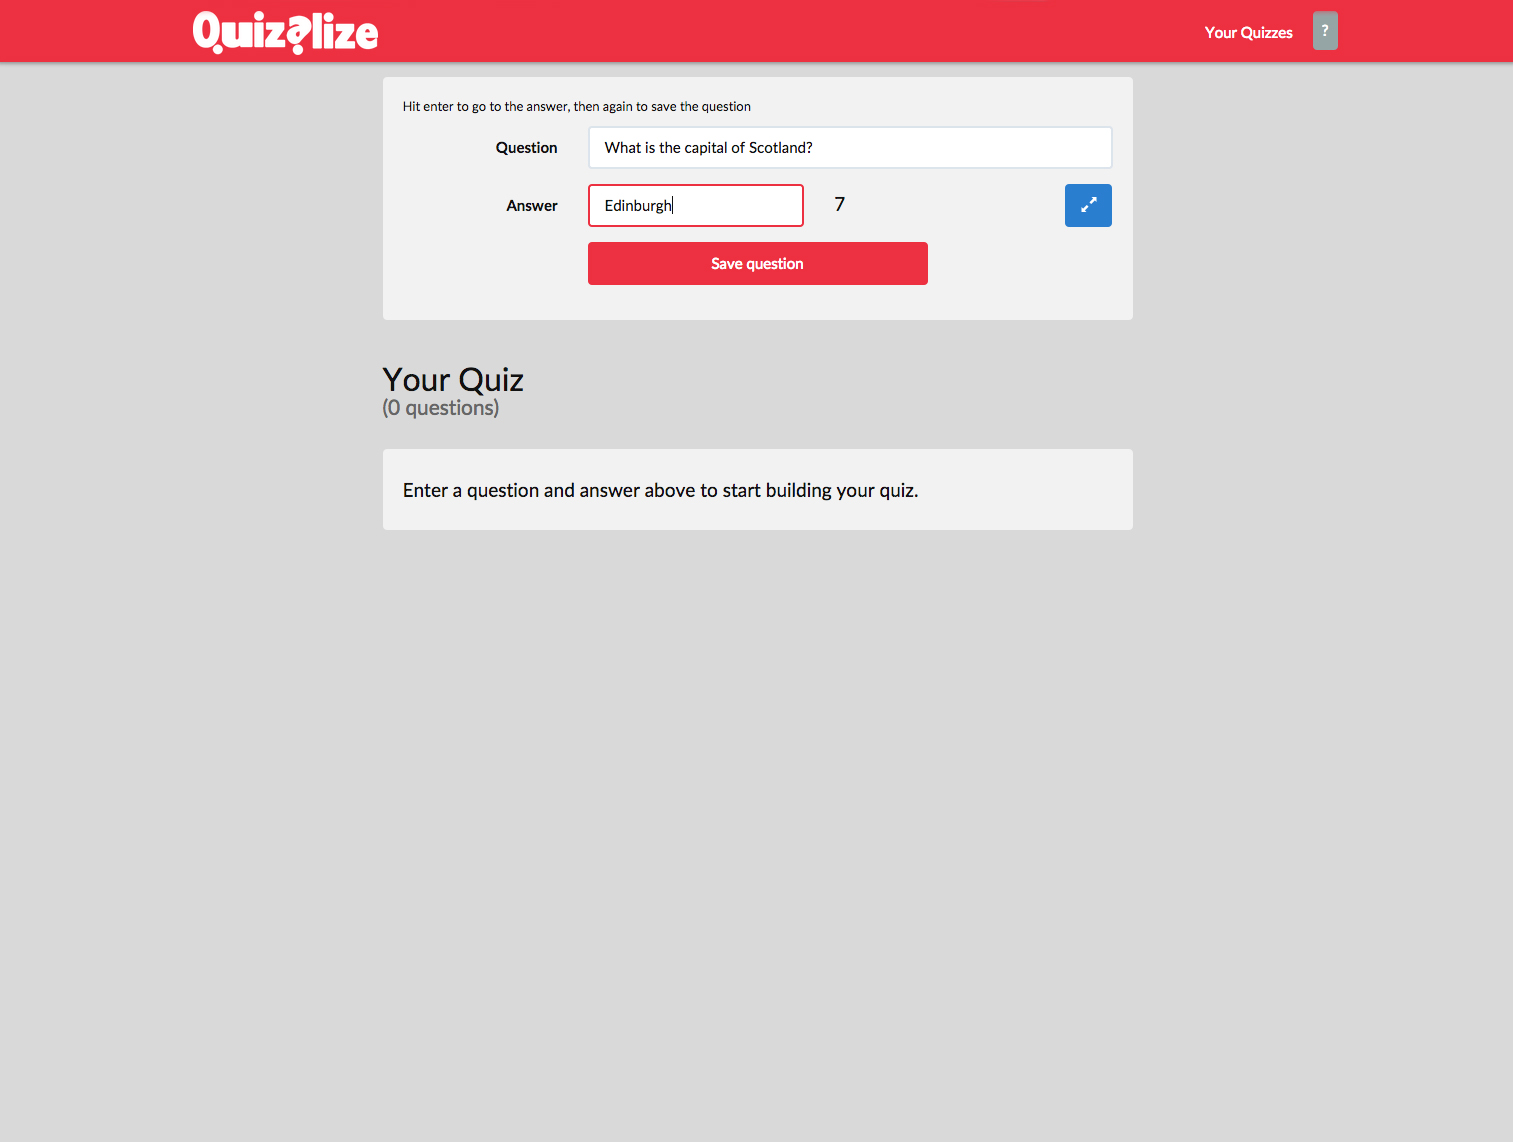 Quizalize
Your Quizzes
?
Hit enter to go to the answer, then again to save the question
Question
What is the capital of Scotland?
Answer
Edinburgh
7
Save question
Your Quiz
(0 questions)
Enter a question and answer above to start building your quiz.